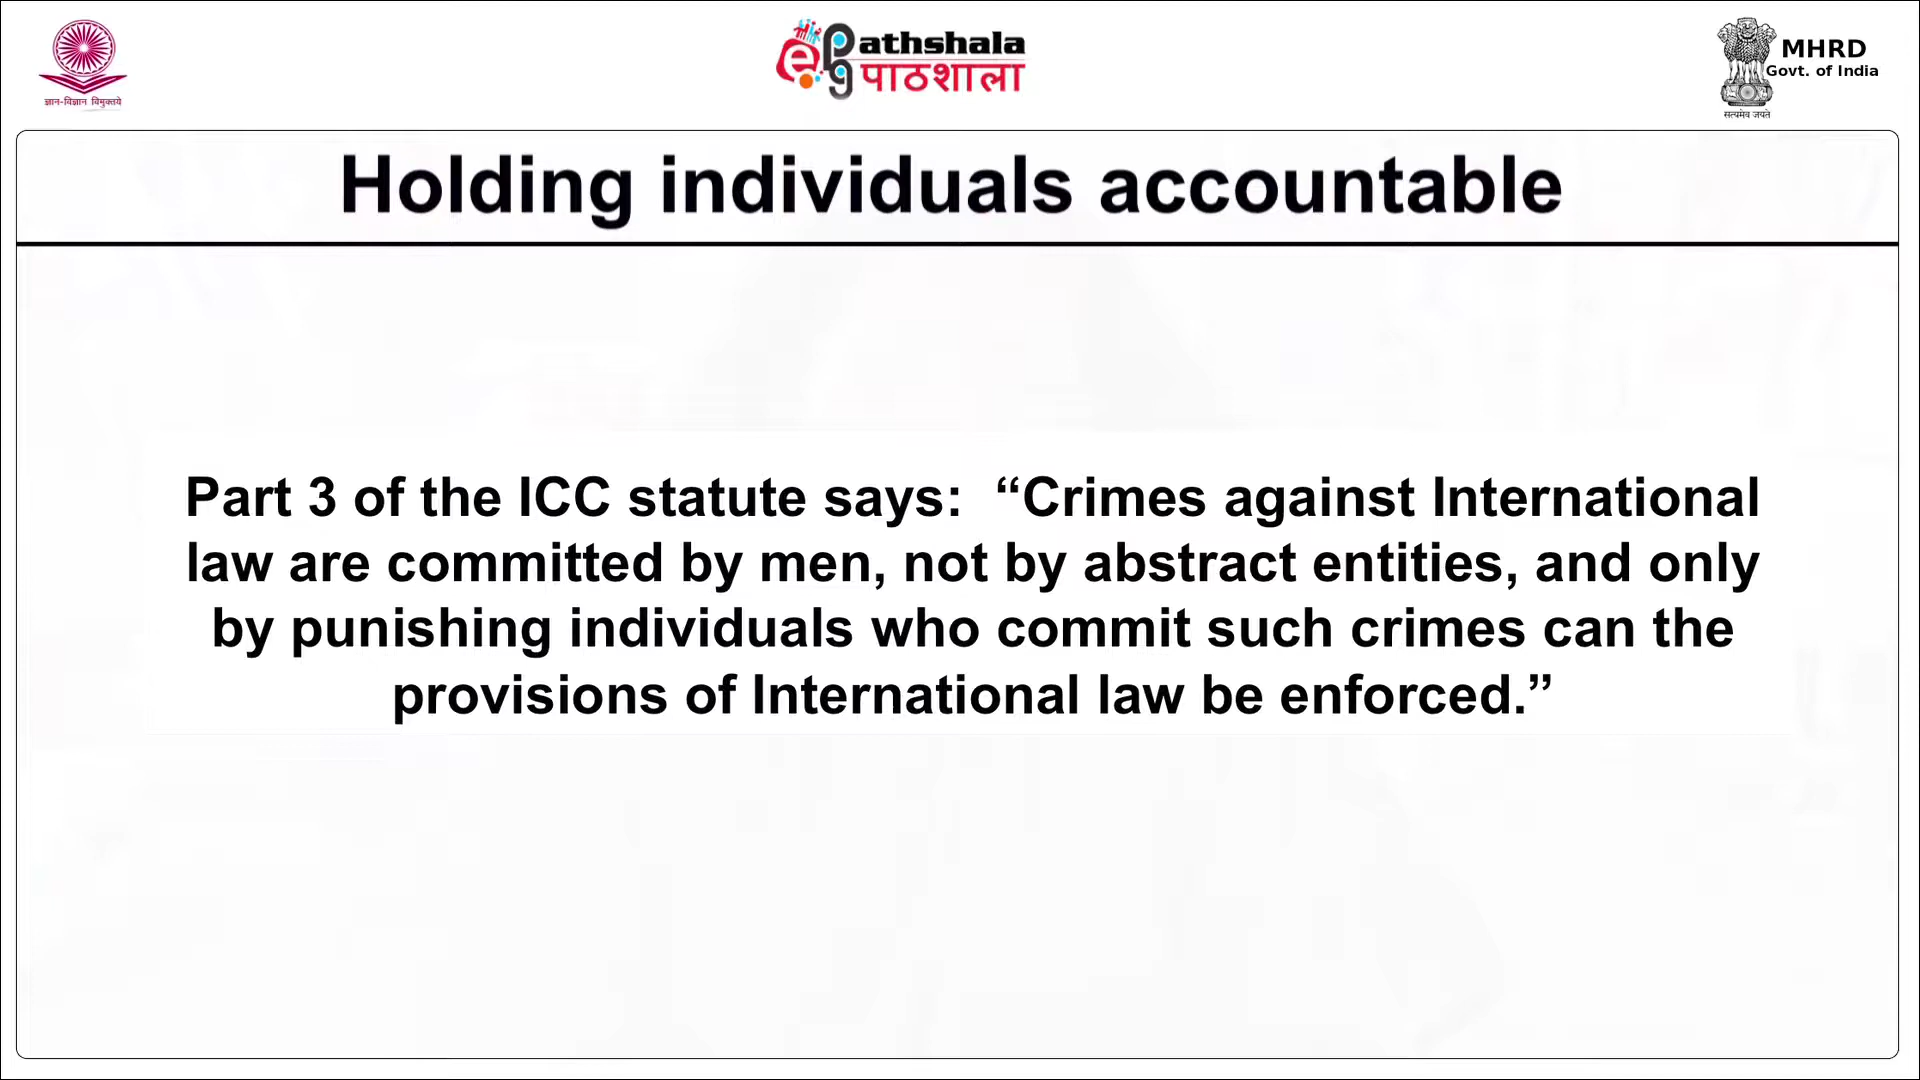 ज्ञान-विज्ञान विमुक्तये
ePGathshala
पाठशाला
MHRD
Govt. of India
सत्यमेव जयते
Holding individuals accountable
Part 3 of the ICC statute says:  “Crimes against International
law are committed by men, not by abstract entities, and only
by punishing individuals who commit such crimes can the
provisions of International law be enforced.”